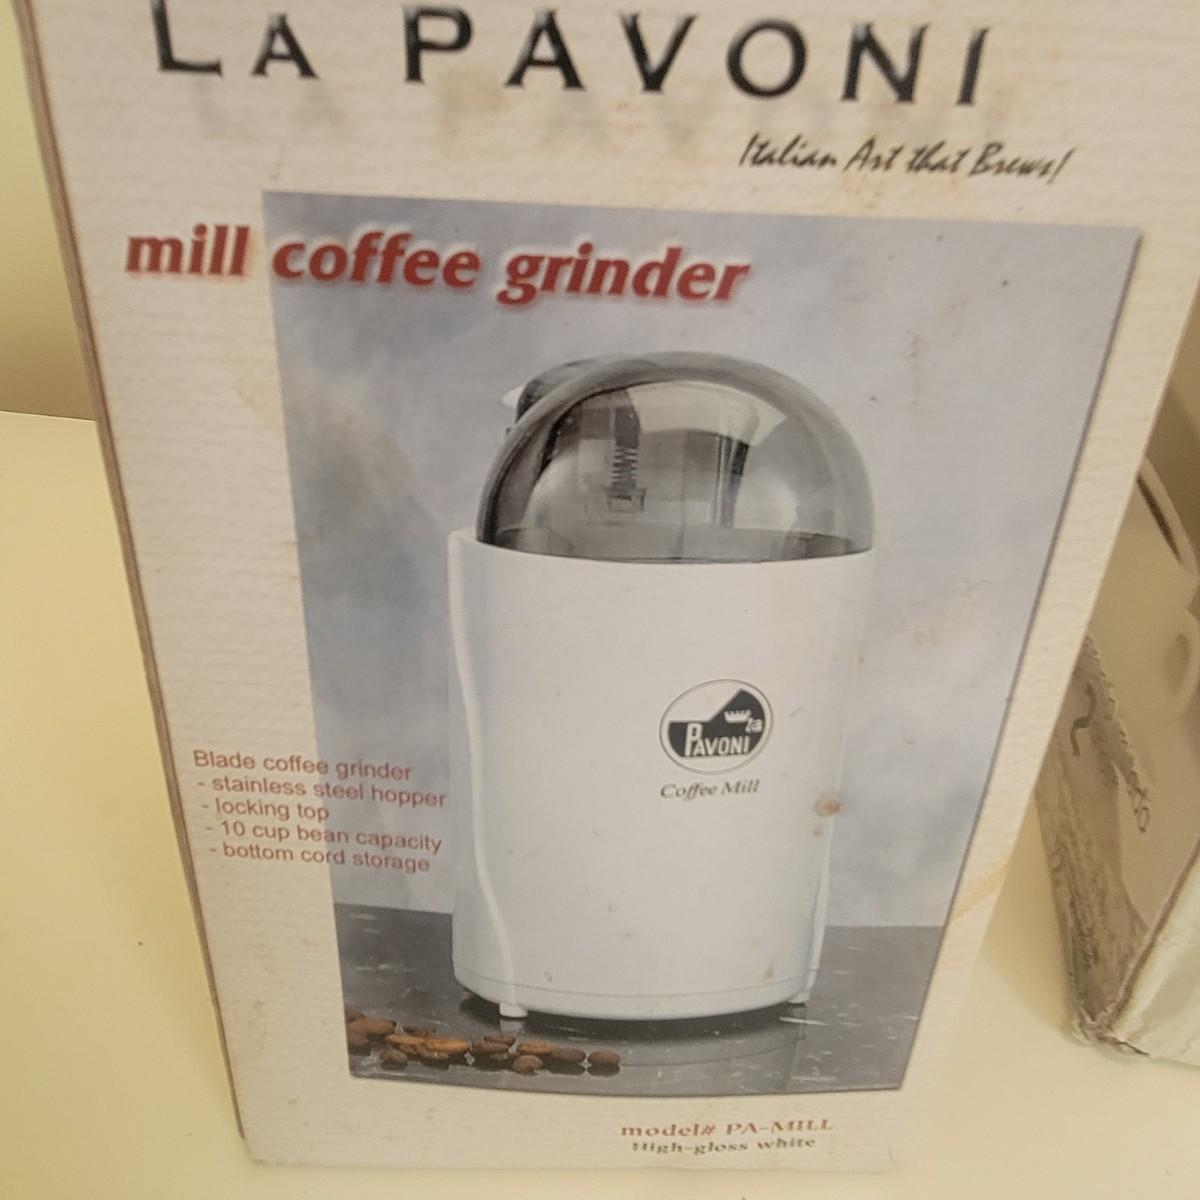 LA PAVONI
Italian Art that Brews!
mill coffee grinder
la
PAVONI
Coffee Mill
Blade coffee grinder
- stainless steel hopper
- locking top
- 10 cup bean capacity
- bottom cord storage
model# PA-MILL
High-gloss white